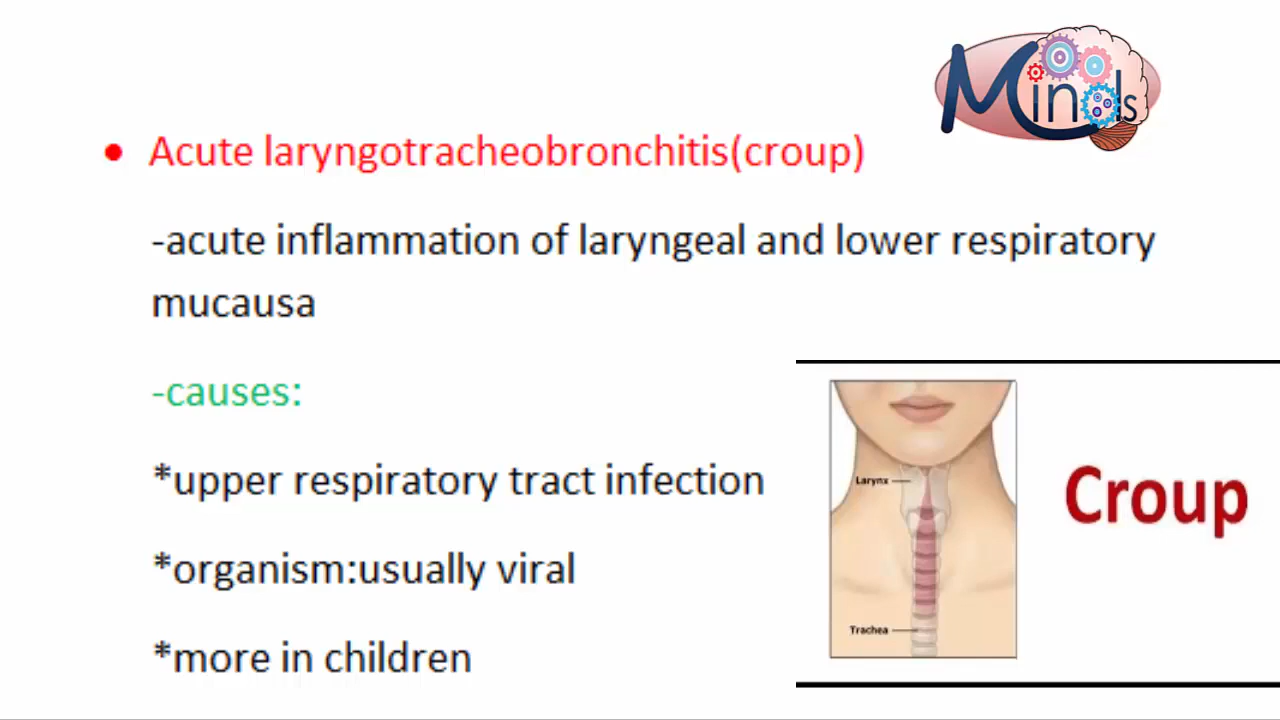 Minds
• Acute laryngotracheobronchitis(croup)
-acute inflammation of laryngeal and lower respiratory
mucausa
-causes:
*upper respiratory tract infection
Larynx
Croup
*organism:usually viral
Trachea
*more in children